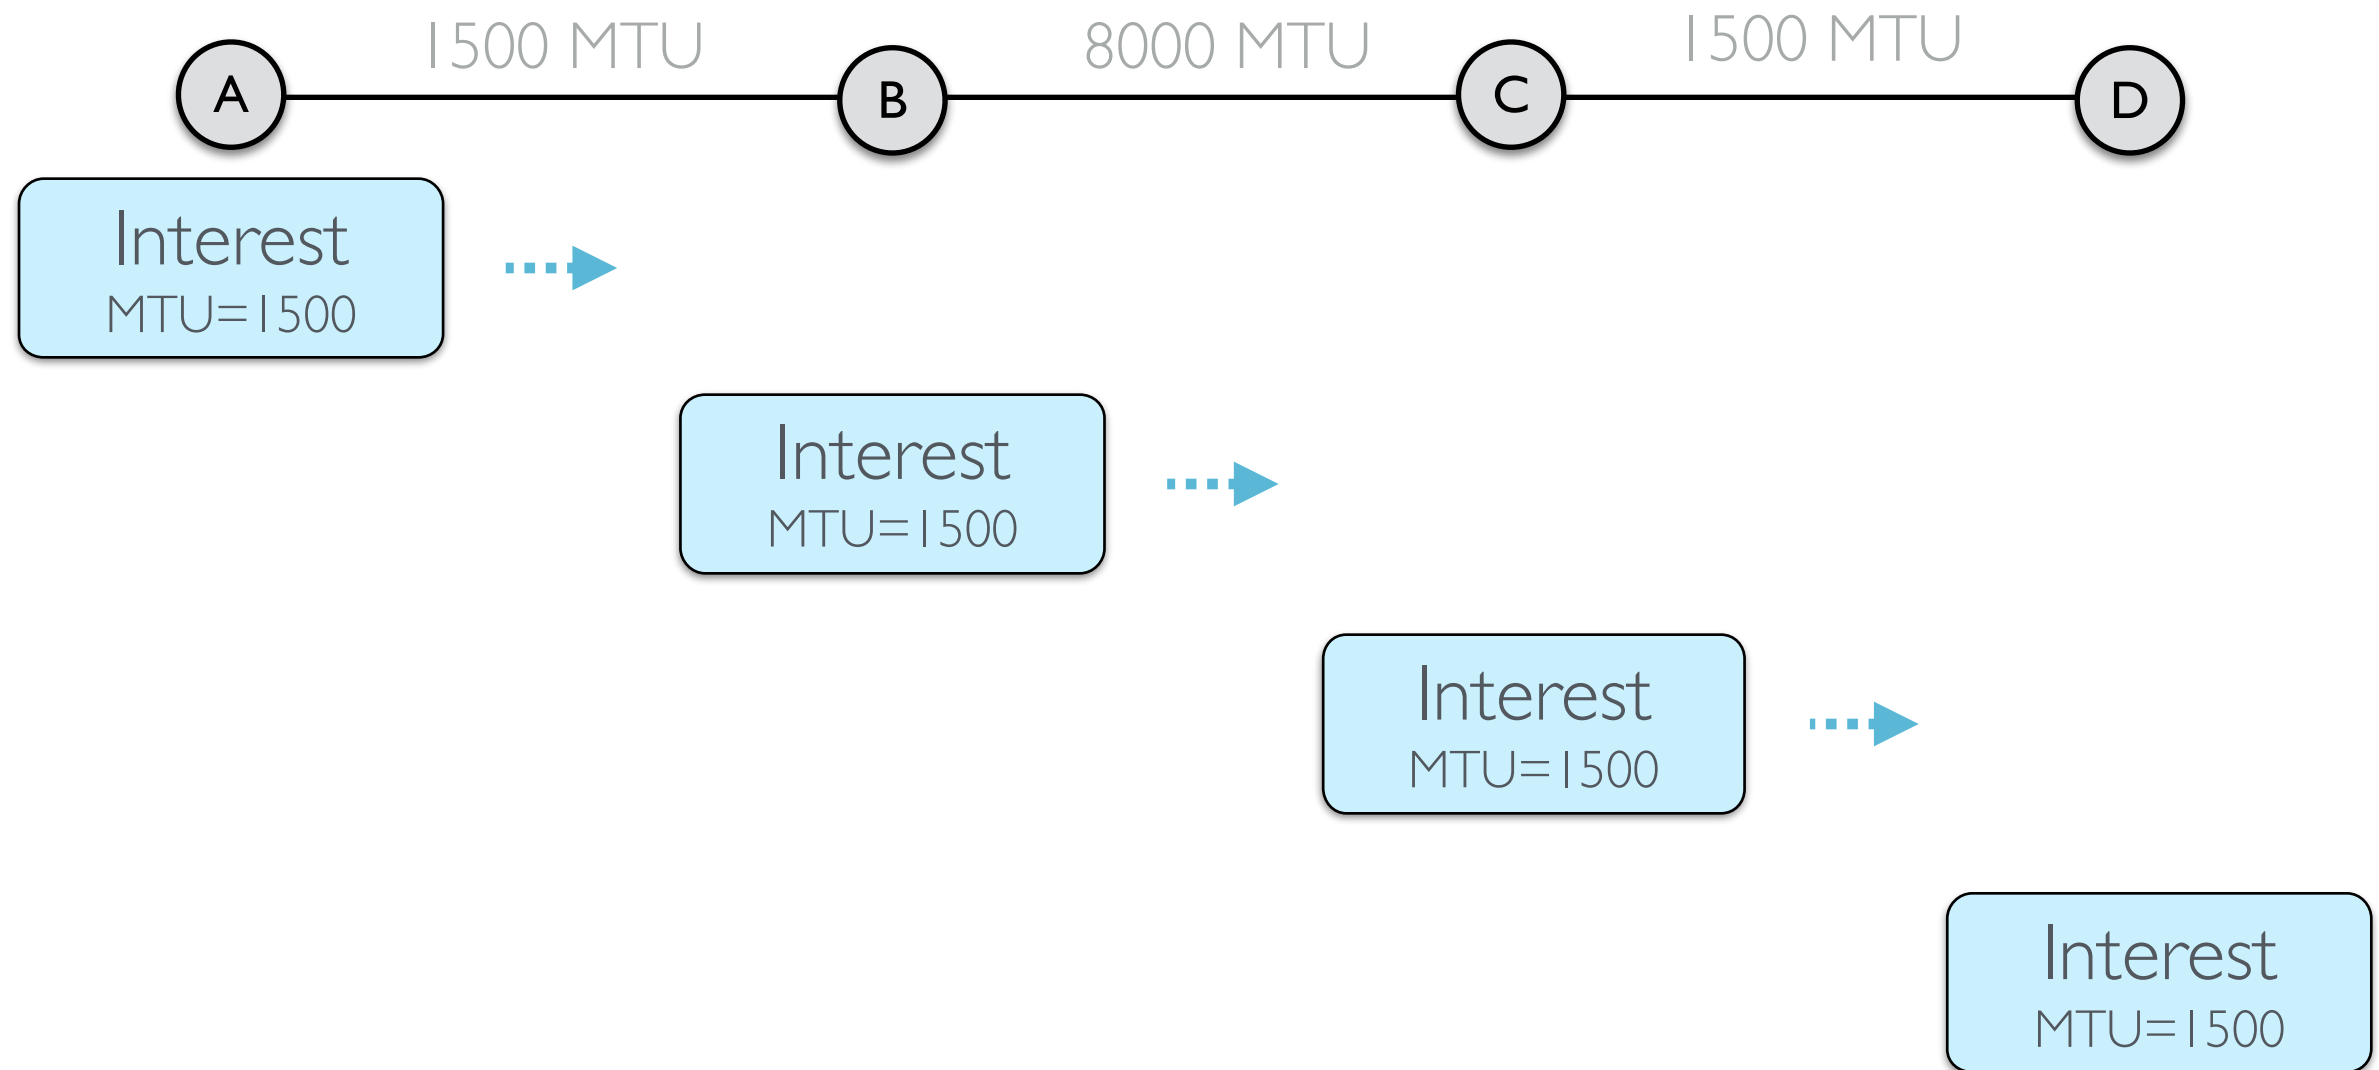 1500 MTU
8000 MTU
1500 MTU
A
B
C
D
Interest
MTU=1500
Interest
MTU=1500
Interest
MTU=1500
Interest
MTU=1500